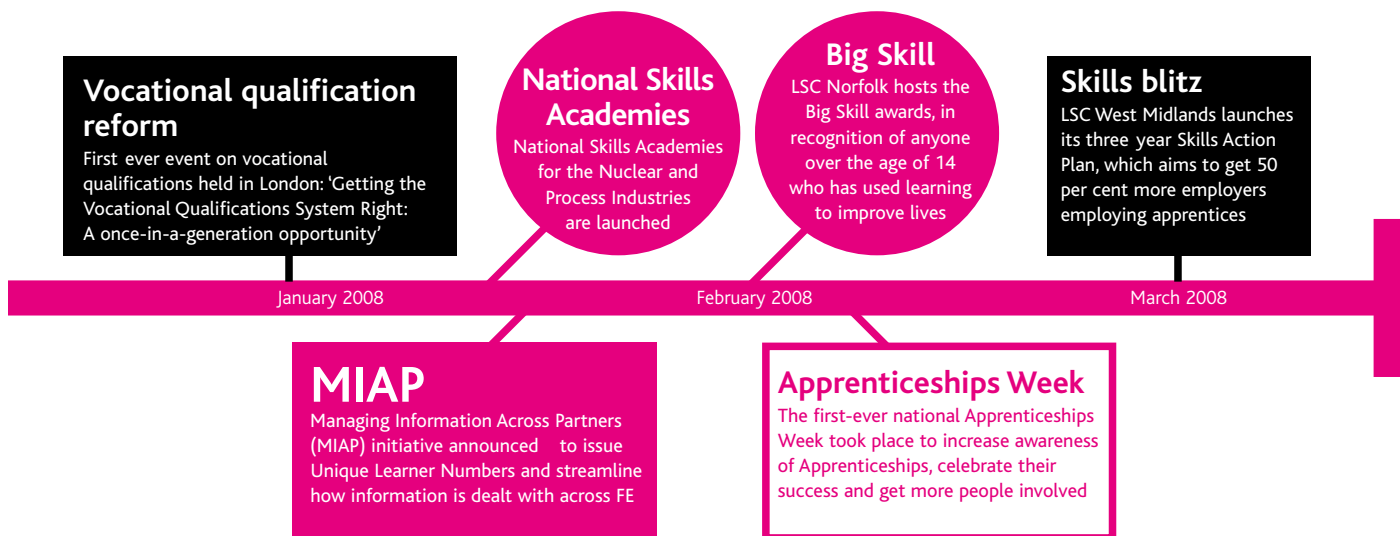 Vocational qualification
reform
First ever event on vocational
qualifications held in London: ‘Getting the
Vocational Qualifications System Right:
A once-in-a-generation opportunity’
National Skills
Academies
National Skills Academies
for the Nuclear and
Process Industries
are launched
Big Skill
LSC Norfolk hosts the
Big Skill awards, in
recognition of anyone
over the age of 14
who has used learning
to improve lives
Skills blitz
LSC West Midlands launches
its three year Skills Action
Plan, which aims to get 50
per cent more employers
employing apprentices
January 2008
February 2008
March 2008
MIAP
Managing Information Across Partners
(MIAP) initiative announced to issue
Unique Learner Numbers and streamline
how information is dealt with across FE
Apprenticeships Week
The first-ever national Apprenticeships
Week took place to increase awareness
of Apprenticeships, celebrate their
success and get more people involved